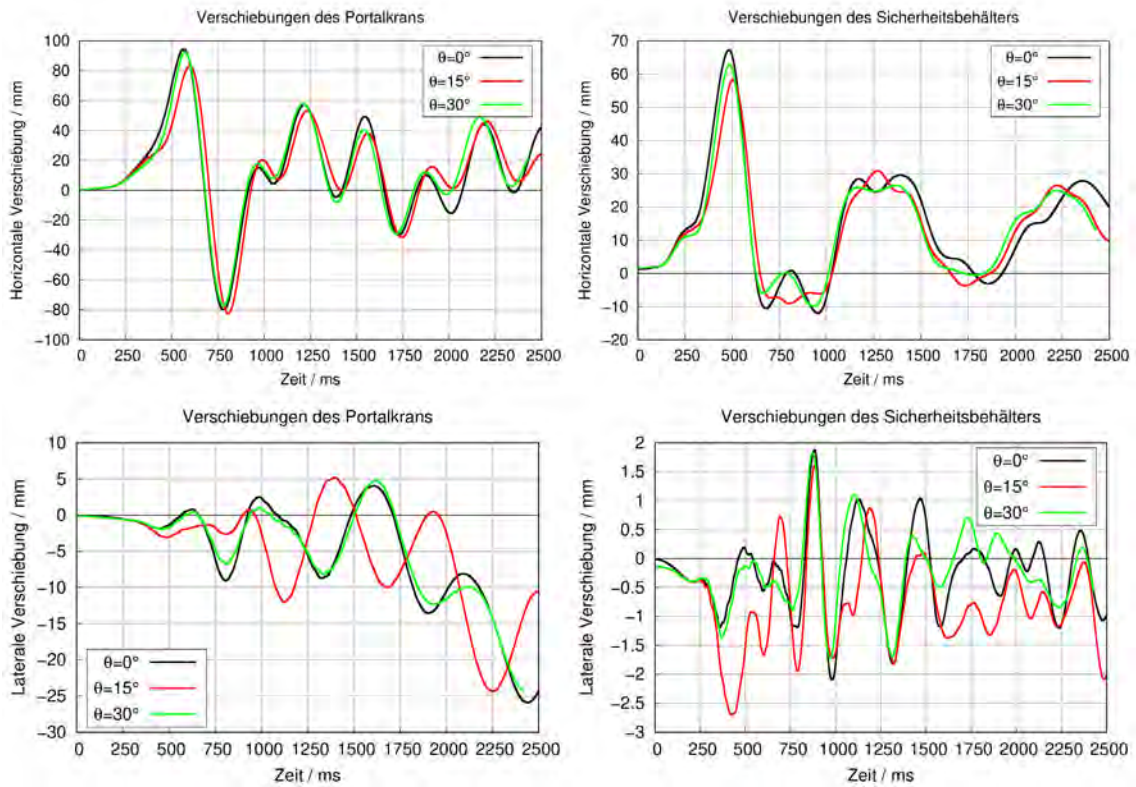 Verschiebungen des Portalkrans
Horizontale Verschiebung / mm
100
80
60
40
20
0
−20
−40
−60
−80
−100
θ=0°
θ=15°
θ=30°
0 250 500 750 1000 1250 1500 1750 2000 2250 2500
Zeit / ms
Verschiebungen des Sicherheitsbehälters
Horizontale Verschiebung / mm
70
60
50
40
30
20
10
0
−10
−20
θ=0°
θ=15°
θ=30°
0 250 500 750 1000 1250 1500 1750 2000 2250 2500
Zeit / ms
Verschiebungen des Portalkrans
Laterale Verschiebung / mm
10
5
0
−5
−10
−15
−20
−25
−30
θ=0°
θ=15°
θ=30°
0 250 500 750 1000 1250 1500 1750 2000 2250 2500
Zeit / ms
Verschiebungen des Sicherheitsbehälters
Laterale Verschiebung / mm
2
1.5
1
0.5
0
−0.5
−1
−1.5
−2
−2.5
−3
θ=0°
θ=15°
θ=30°
0 250 500 750 1000 1250 1500 1750 2000 2250 2500
Zeit / ms